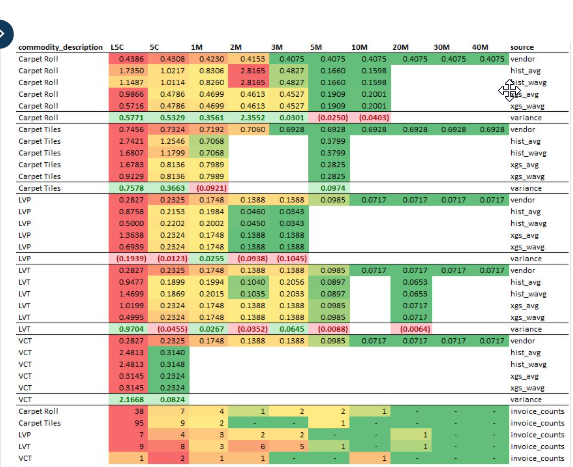 commodity_description L5C 5C 1M 2M 3M 5M 10M 20M 30M 40M source
Carpet Roll 0.4386 0.4308 0.4230 0.4153 0.4075 0.4075 0.4075 0.4075 0.4075 0.4075 vendor
Carpet Roll 1.7350 1.0217 0.8306 2.8165 0.4827 0.1660 0.1598 hist_avg
Carpet Roll 1.1487 1.0114 0.8260 2.8165 0.4827 0.1660 0.1598 hist_wavg
Carpet Roll 0.9866 0.4786 0.4699 0.4613 0.4527 0.1909 0.2001 xgs_avg
Carpet Roll 0.5716 0.4786 0.4699 0.4613 0.4527 0.1909 0.2001 xgs_wavg
Carpet Roll 0.5771 0.5329 0.3561 2.3552 0.0301 (0.0250) (0.0403) variance
Carpet Tiles 0.7456 0.7324 0.7192 0.7060 0.6928 0.6928 0.6928 0.6928 0.6928 0.6928 vendor
Carpet Tiles 2.7421 1.2546 0.7068 0.3799 hist_avg
Carpet Tiles 1.6807 1.1799 0.7068 0.3799 hist_wavg
Carpet Tiles 1.6783 0.8136 0.7989 0.2825 xgs_avg
Carpet Tiles 0.9229 0.8136 0.7989 0.2825 xgs_wavg
Carpet Tiles 0.7578 0.3663 (0.0921) 0.0974 variance
LVP 0.2827 0.2325 0.1748 0.1388 0.1388 0.0985 0.0717 0.0717 0.0717 0.0717 vendor
LVP 0.8758 0.2153 0.1984 0.0460 0.0343 hist_avg
LVP 0.5000 0.2202 0.2002 0.0450 0.0343 hist_wavg
LVP 1.3638 0.2324 0.1748 0.1388 0.1388 xgs_avg
LVP 0.6939 0.2324 0.1748 0.1388 0.1388 xgs_wavg
LVP (0.1939) (0.0123) 0.0255 (0.0938) (0.1045) variance
LVT 0.2827 0.2325 0.1748 0.1388 0.1388 0.0985 0.0717 0.0717 0.0717 0.0717 vendor
LVT 0.9477 0.1899 0.1994 0.1040 0.2056 0.0897 0.0653 hist_avg
LVT 1.4699 0.1869 0.2015 0.1035 0.2033 0.0897 0.0653 hist_wavg
LVT 1.0199 0.2324 0.1748 0.1388 0.1388 0.0985 0.0717 xgs_avg
LVT 0.4995 0.2324 0.1748 0.1388 0.1388 0.0985 0.0717 xgs_wavg
LVT 0.9704 (0.0455) 0.0267 (0.0352) 0.0645 (0.0088) (0.0064) variance
VCT 0.2827 0.2325 0.1748 0.1388 0.1388 0.0985 0.0717 0.0717 0.0717 0.0717 vendor
VCT 2.4813 0.3140 hist_avg
VCT 2.4813 0.3148 hist_wavg
VCT 0.3145 0.2324 xgs_avg
VCT 0.3145 0.2324 xgs_wavg
VCT 2.1668 0.0824 variance
Carpet Roll 38 7 4 1 2 2 1 - - - invoice_counts
Carpet Tiles 95 9 2 - - 1 - - - - invoice_counts
LVP 7 4 3 2 2 - - 1 - - invoice_counts
LVT 9 8 3 6 5 1 - 1 - - invoice_counts
VCT 1 2 1 1 - - 1 - - - invoice_counts